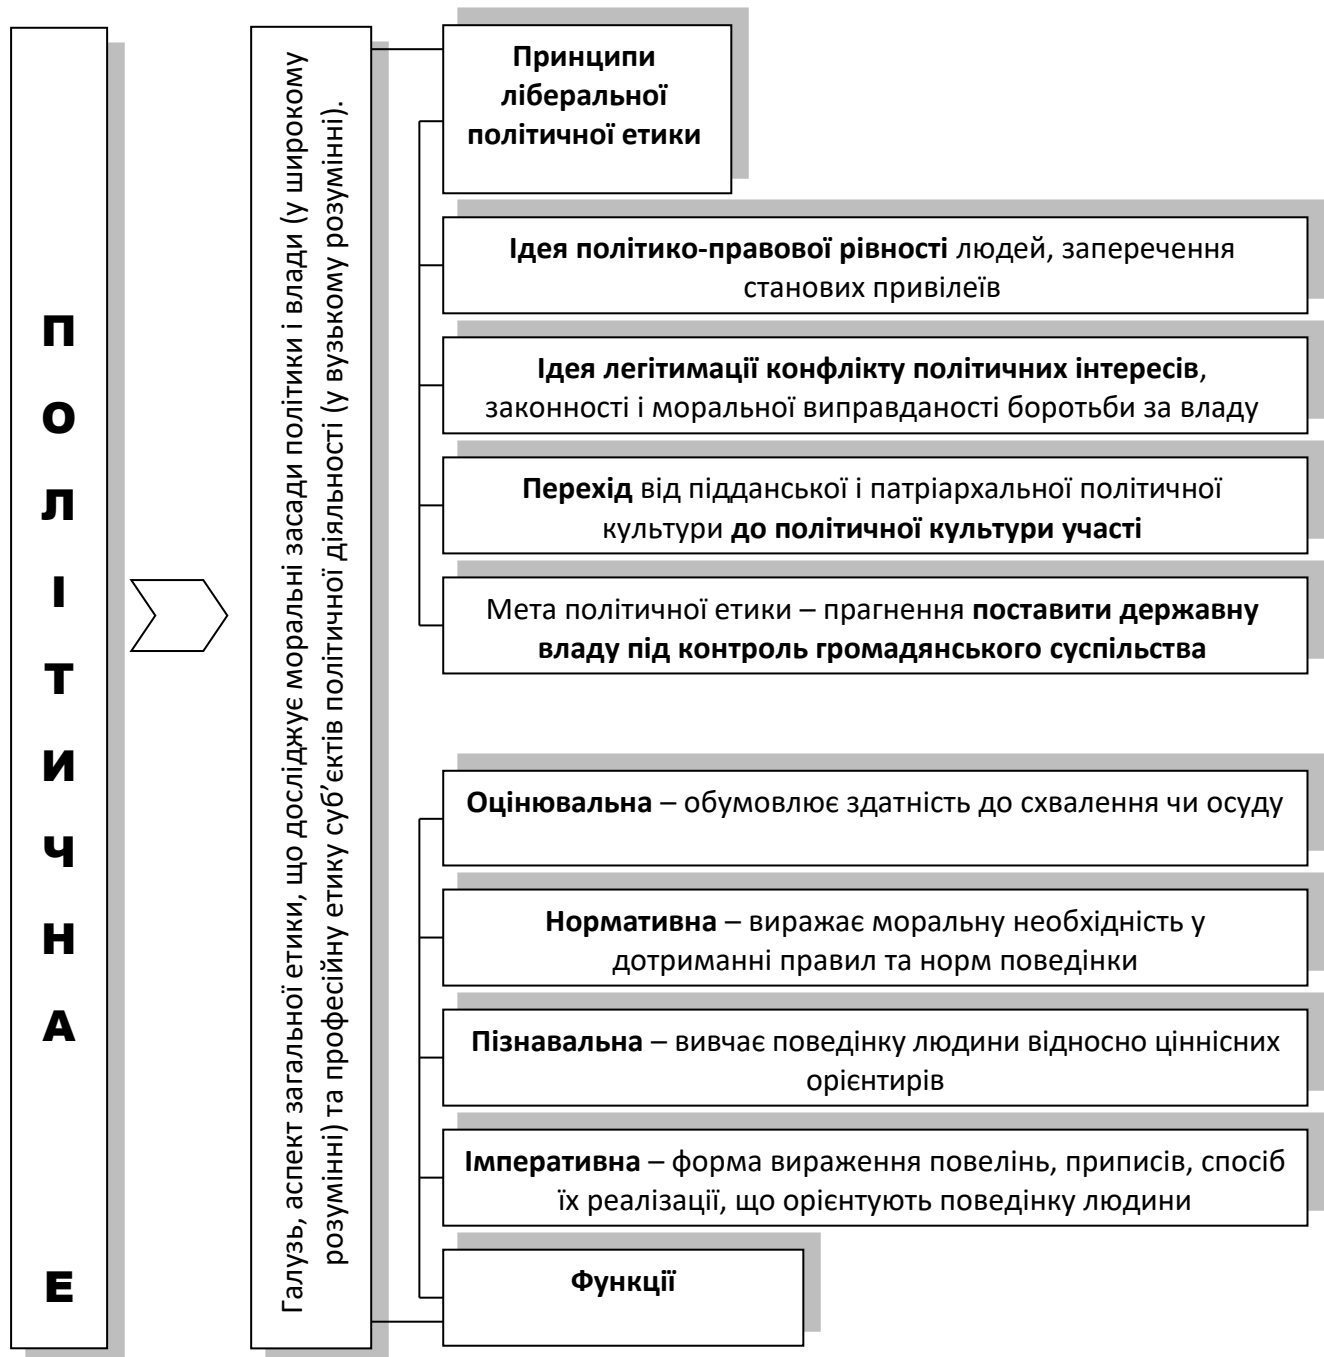 П
О
Л
І
Т
И
Ч
Н
А
Е
Галузь, аспект загальної етики, що досліджує моральні засади політики і влади (у широкому
розумінні) та професійну етику суб’єктів політичної діяльності (у вузькому розумінні).
Принципи
ліберальної
політичної етики
Ідея політико-правової рівності людей, заперечення
станових привілеїв
Ідея легітимації конфлікту політичних інтересів,
законності і моральної виправданості боротьби за владу
Перехід від підданської і патріархальної політичної
культури до політичної культури участі
Мета політичної етики – прагнення поставити державну
владу під контроль громадянського суспільства
Оцінювальна – обумовлює здатність до схвалення чи осуду
Нормативна – виражає моральну необхідність у
дотриманні правил та норм поведінки
Пізнавальна – вивчає поведінку людини відносно ціннісних
орієнтирів
Імперативна – форма вираження повелінь, приписів, спосіб
їх реалізації, що орієнтують поведінку людини
Функції